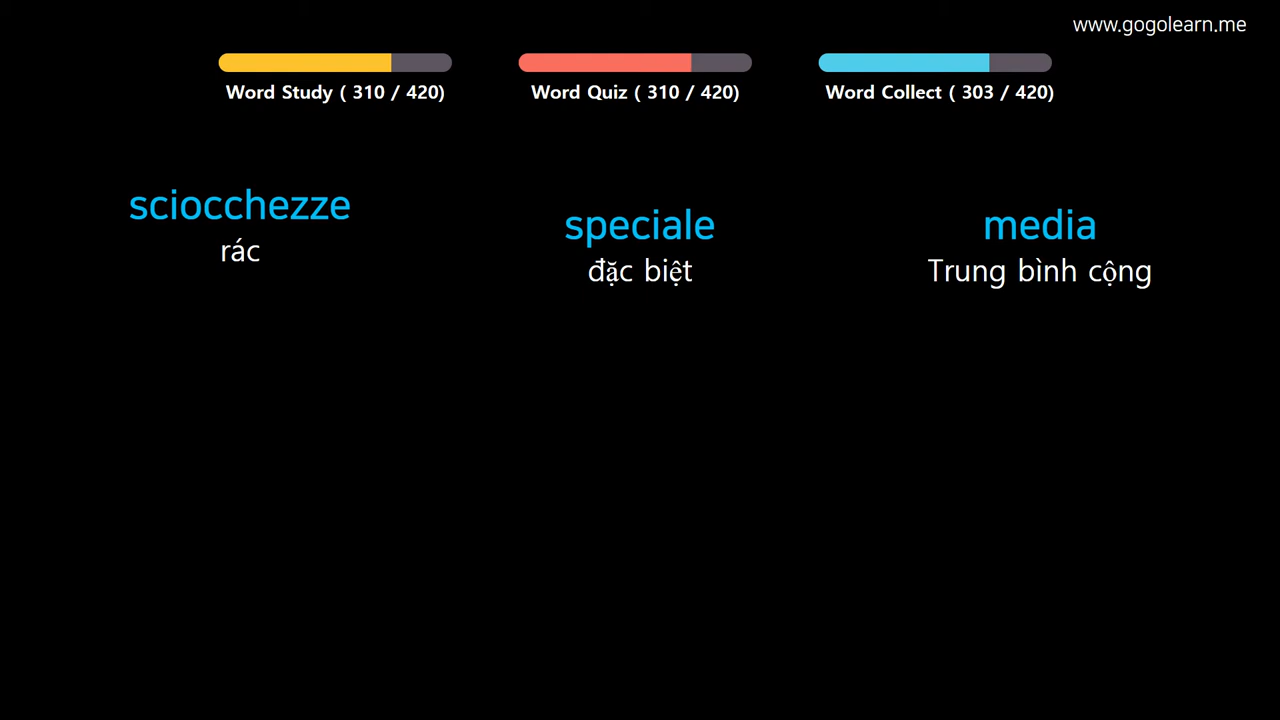 www.gogolearn.me
Word Study ( 310 / 420)
Word Quiz ( 310 / 420)
Word Collect ( 303 / 420)
sciocchezze
rác
speciale
đặc biệt
media
Trung bình cộng